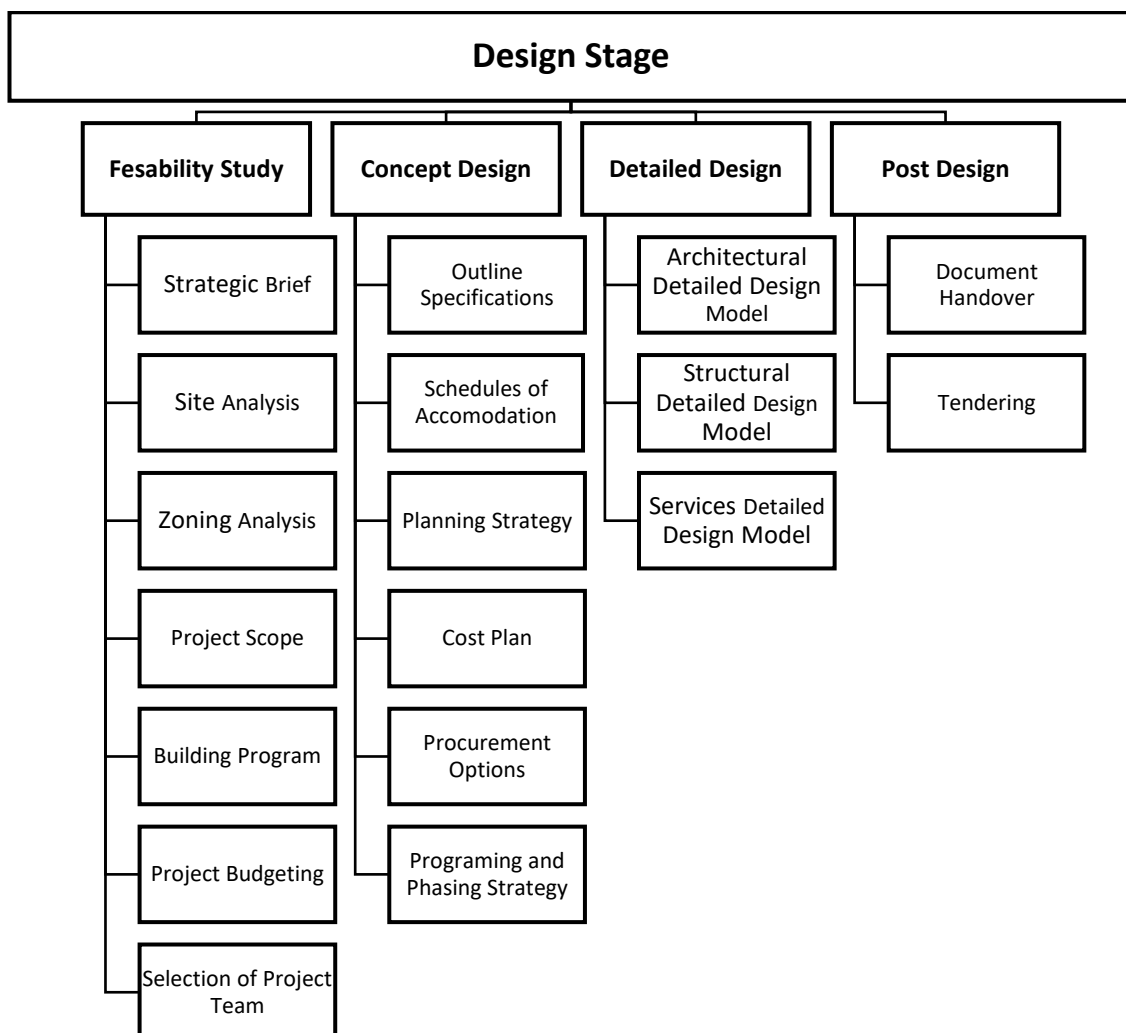 Design Stage
Fesability Study
Strategic Brief
Site Analysis
Zoning Analysis
Project Scope
Building Program
Project Budgeting
Selection of Project
Team
Concept Design
Outline
Specifications
Schedules of
Accomodation
Planning Strategy
Cost Plan
Procurement
Options
Programing and
Phasing Strategy
Detailed Design
Architectural
Detailed Design
Model
Structural
Detailed Design
Model
Services Detailed
Design Model
Post Design
Document
Handover
Tendering